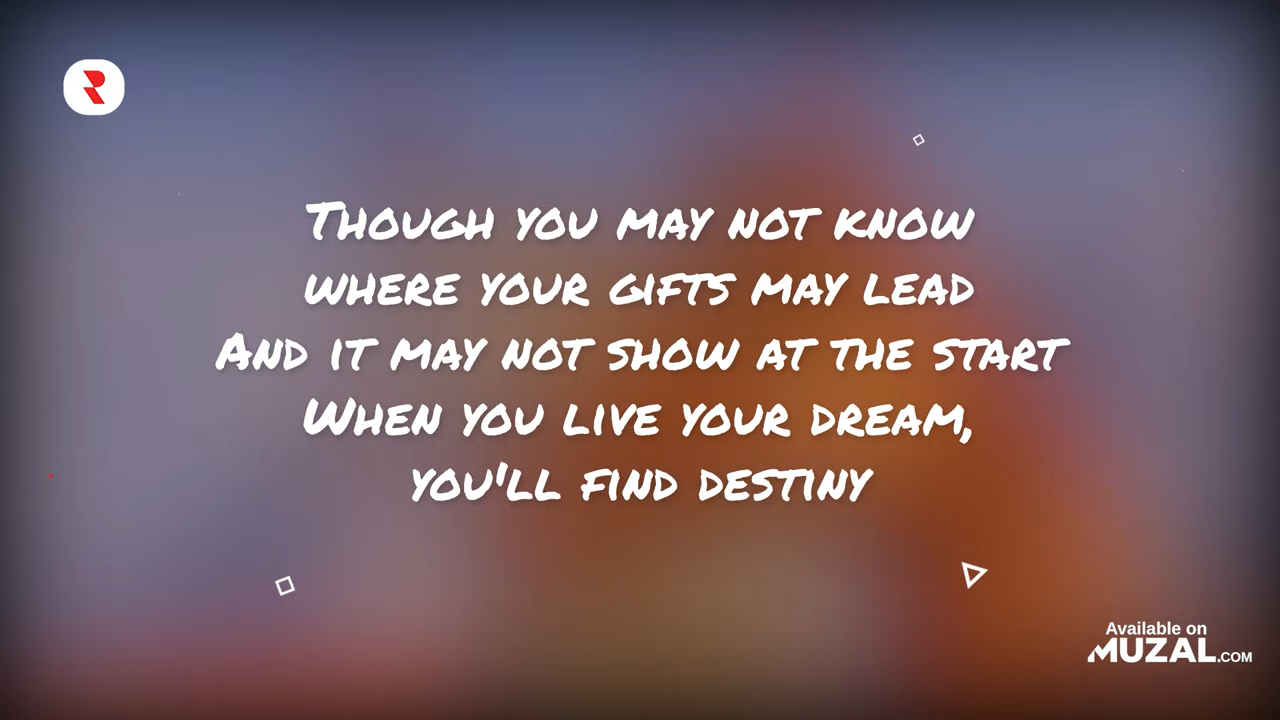 Though you may not know
where your gifts may lead
And it may not show at the start
When you live your dream,
you'll find destiny
Available on
MUZAL.COM